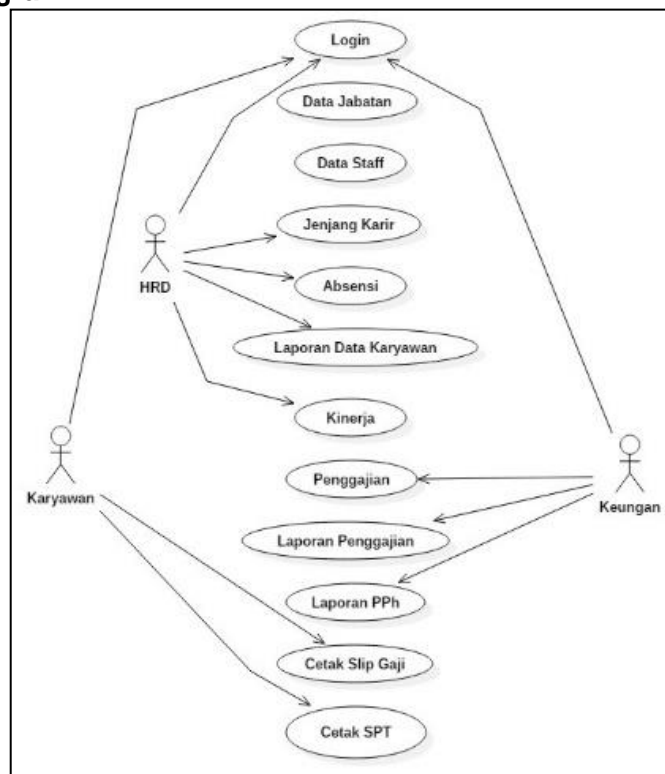 Login
Data Jabatan
Data Staff
Jenjang Karir
HRD
Absensi
Laporan Data Karyawan
Kinerja
Karyawan
Penggajian
Keungan
Laporan Penggajian
Laporan PPh
Cetak Slip Gaji
Cetak SPT